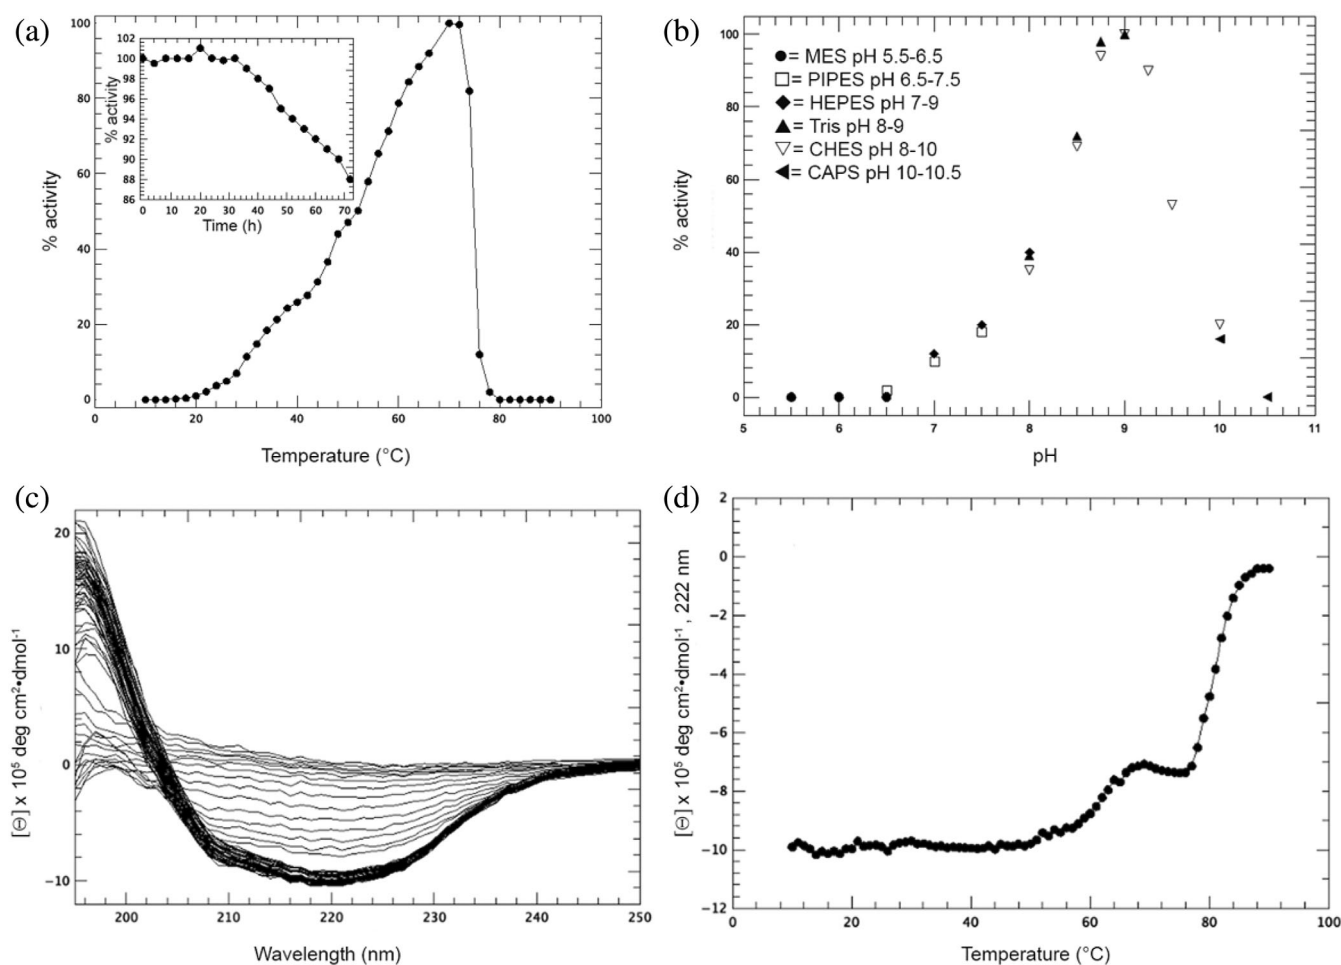 (a)
102
100
98
96
94
92
90
88
86
% activity
0 10 20 30 40 50 60 70
Time (h)
100
80
60
40
20
0
% activity
0 20 40 60 80 100
Temperature (°C)
(b)
● = MES pH 5.5-6.5
□ = PIPES pH 6.5-7.5
◆ = HEPES pH 7-9
▲ = Tris pH 8-9
▽ = CHES pH 8-10
◀ = CAPS pH 10-10.5
100
80
60
40
20
0
% activity
5 6 7 8 9 10 11
pH
(c)
20
10
0
−10
[Θ] x 10⁵ deg cm²•dmol⁻¹
200 210 220 230 240 250
Wavelength (nm)
(d)
2
0
−2
−4
−6
−8
−10
−12
[Θ] x 10⁵ deg cm²•dmol⁻¹, 222 nm
0 20 40 60 80 100
Temperature (°C)